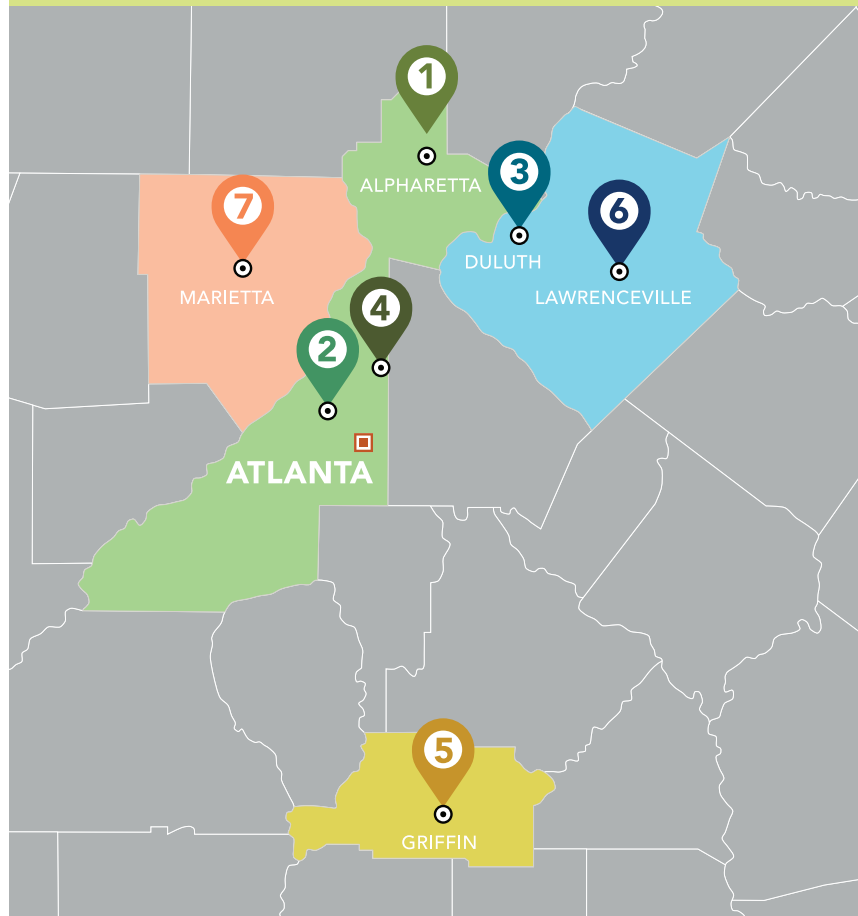 1
ALPHARETTA
3
DULUTH
6
LAWRENCEVILLE
7
MARIETTA
4
2
ATLANTA
5
GRIFFIN